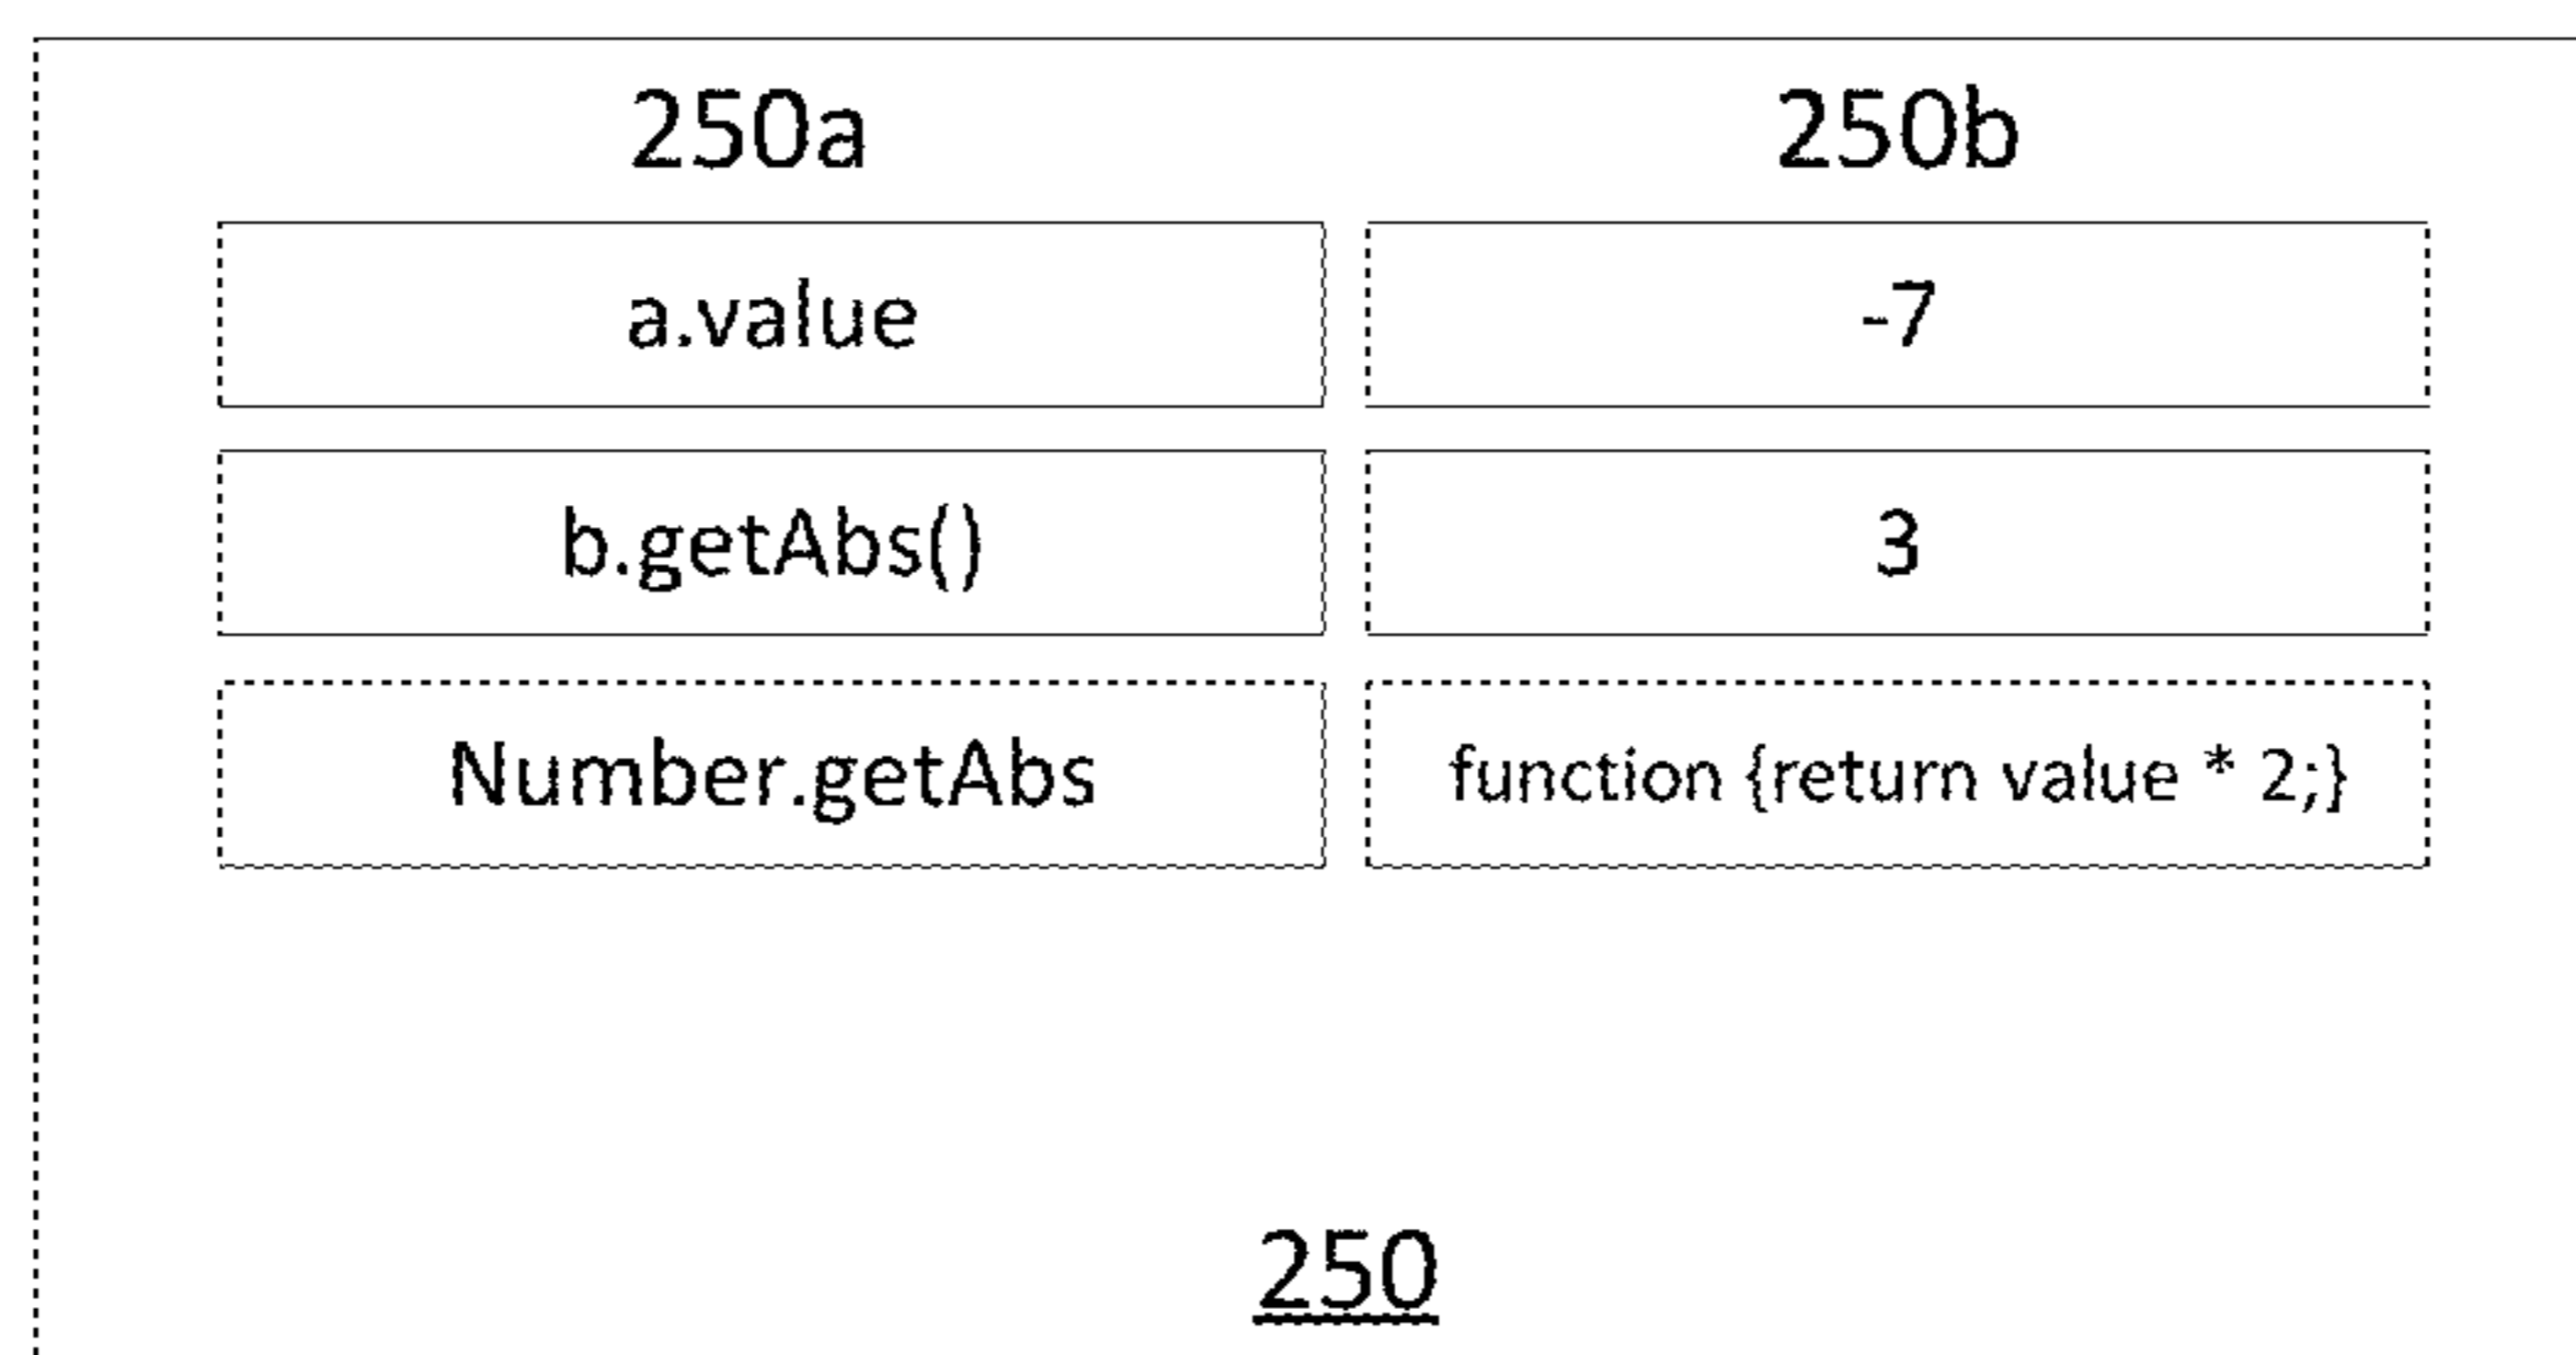 250a 250b
a.value -7
b.getAbs() 3
Number.getAbs function {return value * 2;}
250